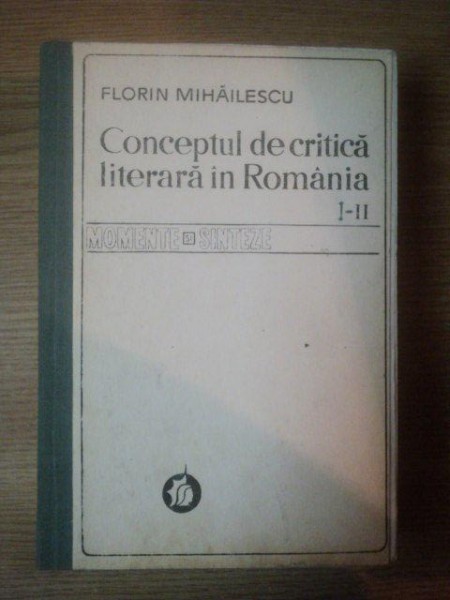 FLORIN MIHĂILESCU
Conceptul de critică
literară în România
I-II
MOMENTE SINTEZE